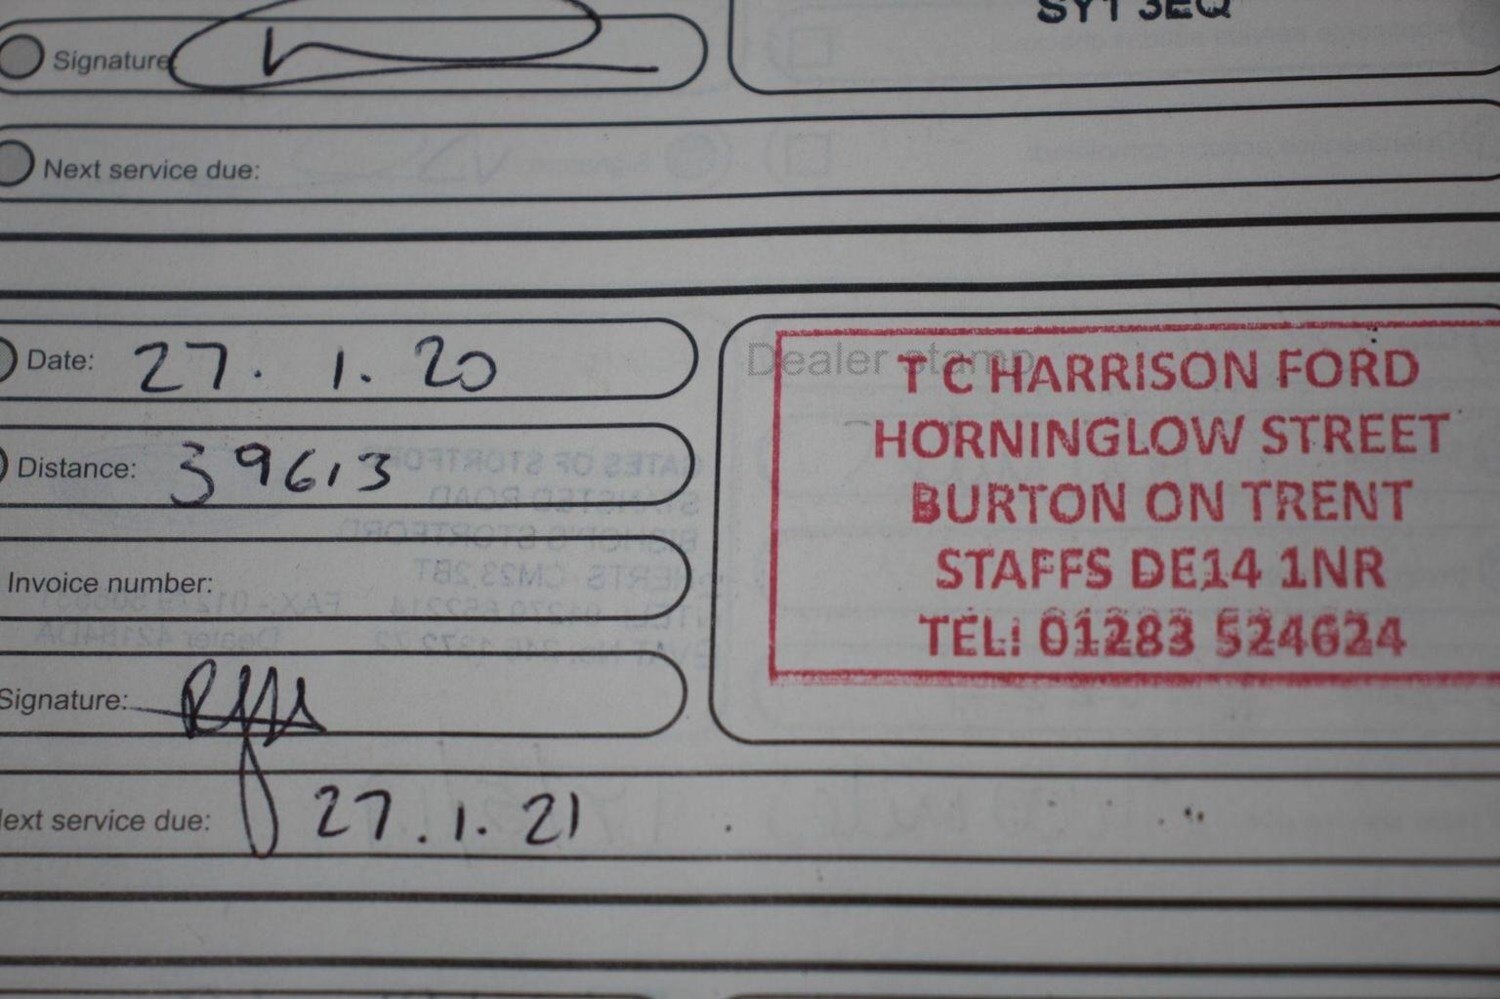 SY1 3EQ
Signature:
Next service due:
Date: 27. 1. 20
Dealer stamp
T C HARRISON FORD
HORNINGLOW STREET
BURTON ON TRENT
STAFFS DE14 1NR
TEL: 01283 524624
Distance: 39613
Invoice number:
Signature:
Next service due: 27.1.21